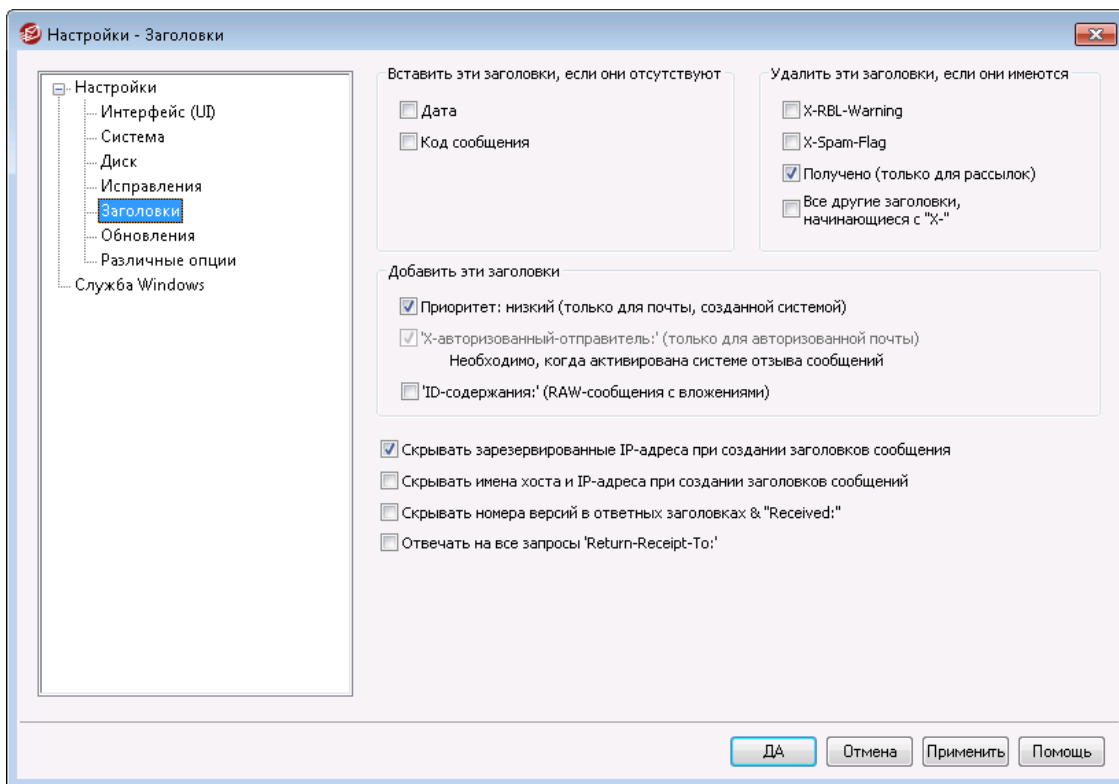 Настройки - Заголовки
Настройки
Интерфейс (UI)
Система
Диск
Исправления
Заголовки
Обновления
Различные опции
Служба Windows
Вставить эти заголовки, если они отсутствуют
Дата
Код сообщения
Удалить эти заголовки, если они имеются
X-RBL-Warning
X-Spam-Flag
Получено (только для рассылок)
Все другие заголовки,
начинающиеся с "X-"
Добавить эти заголовки
Приоритет: низкий (только для почты, созданной системой)
'X-авторизованный-отправитель:' (только для авторизованной почты)
Необходимо, когда активирована системе отзыва сообщений
'ID-содержания:' (RAW-сообщения с вложениями)
Скрывать зарезервированные IP-адреса при создании заголовков сообщения
Скрывать имена хоста и IP-адреса при создании заголовков сообщений
Скрывать номера версий в ответных заголовках & "Received:"
Отвечать на все запросы 'Return-Receipt-To:'
ДА
Отмена
Применить
Помощь